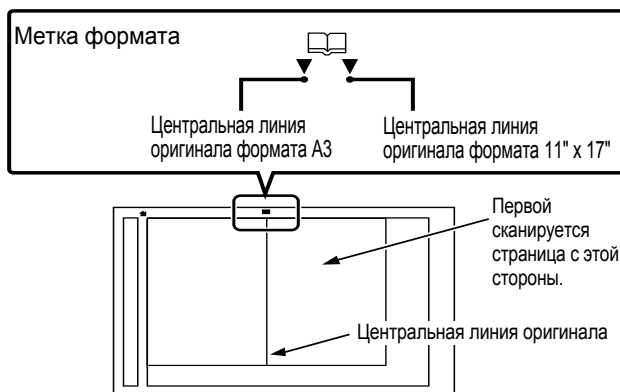 Метка формата
Центральная линия
оригинала формата A3
Центральная линия
оригинала формата 11" x 17"
Первой
сканируется
страница с этой
стороны.
Центральная линия оригинала